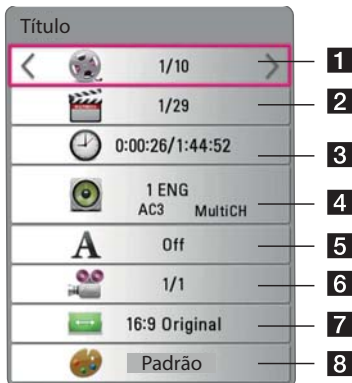 Título
1/10 1
1/29 2
0:00:26/1:44:52 3
1 ENG
AC3 MultiCH 4
Off 5
A
1/1 6
16:9 Original 7
Padrão 8